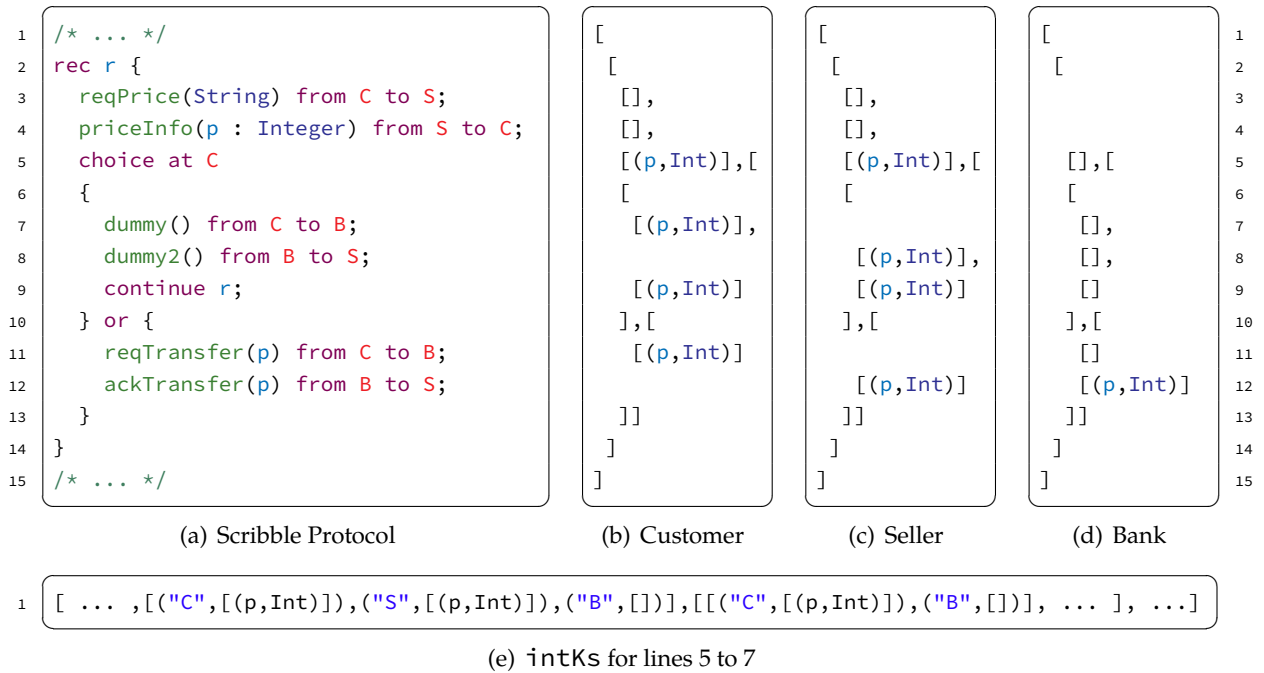 1 /* ... */ [ [ [ 1
2 rec r { [ [ [ 2
3 reqPrice(String) from C to S; [], [], 3
4 priceInfo(p : Integer) from S to C; [], [], 4
5 choice at C [(p,Int)],[ [(p,Int)],[ [],[ 5
6 { [ [ [ 6
7 dummy() from C to B; [(p,Int)], [], 7
8 dummy2() from B to S; [(p,Int)], [], 8
9 continue r; [(p,Int)] [(p,Int)] [] 9
10 } or { ],[ ],[ ],[ 10
11 reqTransfer(p) from C to B; [(p,Int)] [] 11
12 ackTransfer(p) from B to S; [(p,Int)] [(p,Int)] 12
13 } ]] ]] ]] 13
14 } ] ] ] 14
15 /* ... */ ] ] ] 15
(a) Scribble Protocol (b) Customer (c) Seller (d) Bank
1 [ ... ,[("C",[(p,Int)]),("S",[(p,Int)]),("B",[])],[[("C",[(p,Int)]),("B",[])], ... ], ...]
(e) intKs for lines 5 to 7